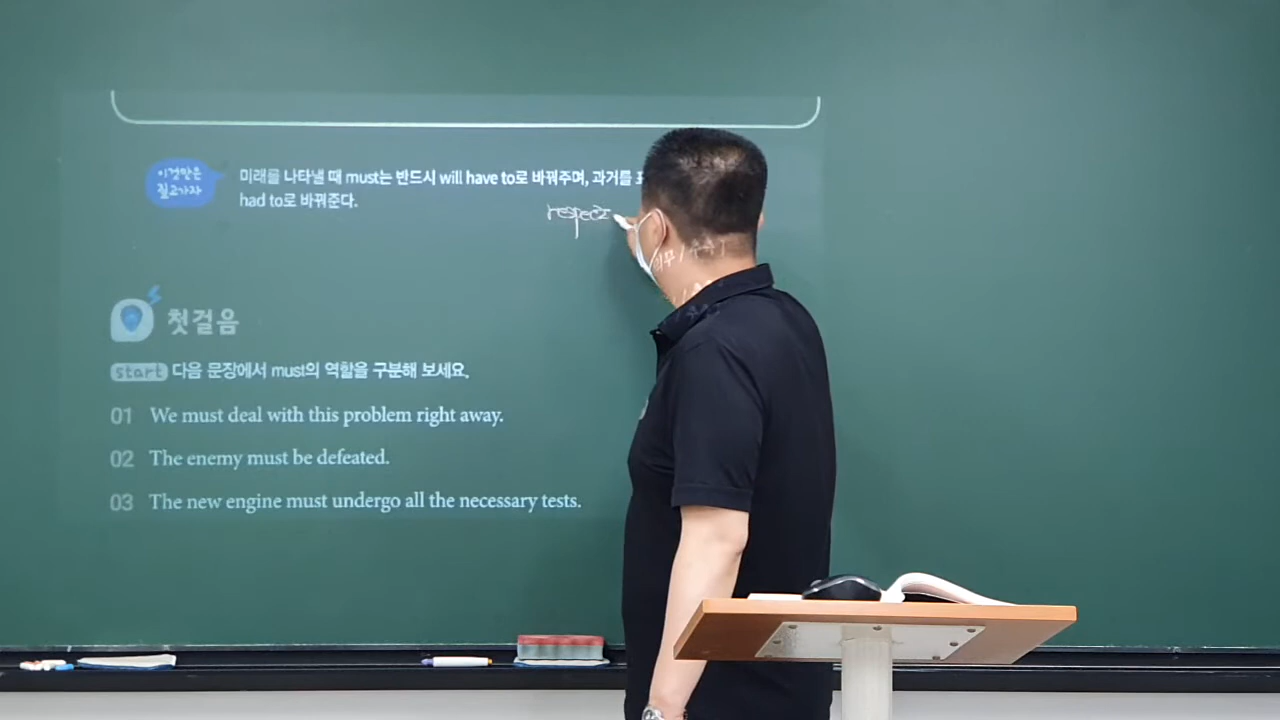 이것만은
짚고가자
미래를 나타낼 때 must는 반드시 will have to로 바꿔주며, 과거를
had to로 바꿔준다.
respect
의무 /
첫걸음
start 다음 문장에서 must의 역할을 구분해 보세요.
01 We must deal with this problem right away.
02 The enemy must be defeated.
03 The new engine must undergo all the necessary tests.